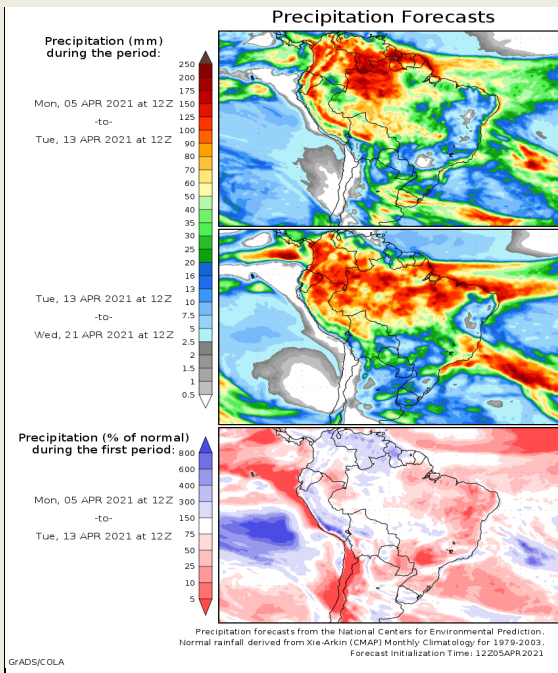 Precipitation Forecasts
Precipitation (mm)
during the period:
Mon, 05 APR 2021 at 12Z
-to-
Tue, 13 APR 2021 at 12Z
250
200
175
150
125
100
90
80
70
60
50
40
35
30
25
20
16
13
10
7.5
5
2.5
2
1.5
1
0.5
Tue, 13 APR 2021 at 12Z
-to-
Wed, 21 APR 2021 at 12Z
Precipitation (% of normal)
during the first period:
Mon, 05 APR 2021 at 12Z
-to-
Tue, 13 APR 2021 at 12Z
800
600
400
300
150
75
50
25
10
5
Precipitation forecasts from the National Centers for Environmental Prediction.
Normal rainfall derived from Xie-Arkin (CMAP) Monthly Climatology for 1979-2003.
Forecast Initialization Time: 12Z05APR2021
GrADS/COLA